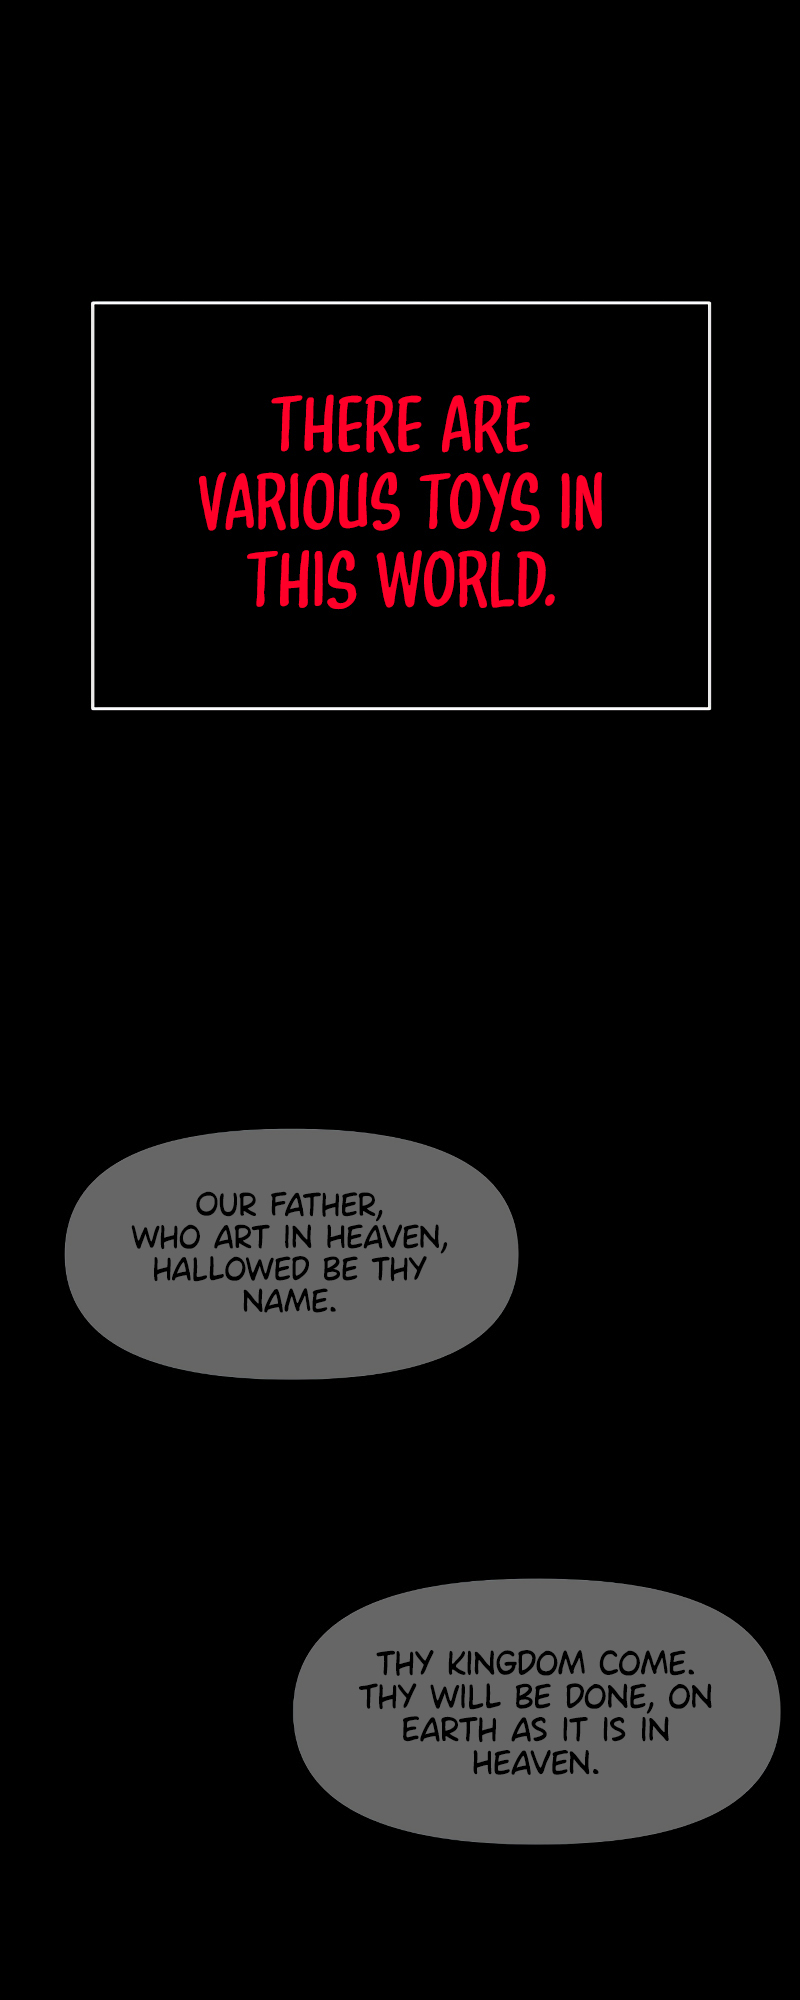 THERE ARE
VARIOUS TOYS IN
THIS WORLD.
OUR FATHER,
WHO ART IN HEAVEN,
HALLOWED BE THY
NAME.
THY KINGDOM COME.
THY WILL BE DONE, ON
EARTH AS IT IS IN
HEAVEN.